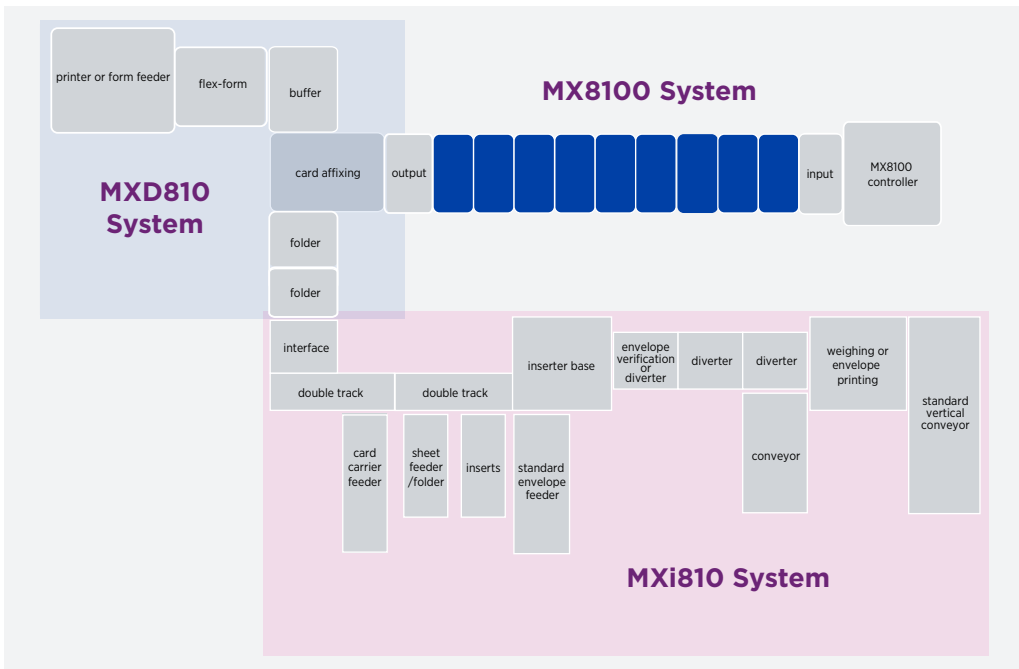 printer or form feeder
flex-form
buffer
MX8100 System
MXD810
System
card affixing
output
input
MX8100
controller
folder
folder
interface
double track
double track
inserter base
envelope
verification
or
diverter
diverter
diverter
weighing or
envelope
printing
standard
vertical
conveyor
card
carrier
feeder
sheet
feeder
/folder
inserts
standard
envelope
feeder
conveyor
MXi810 System